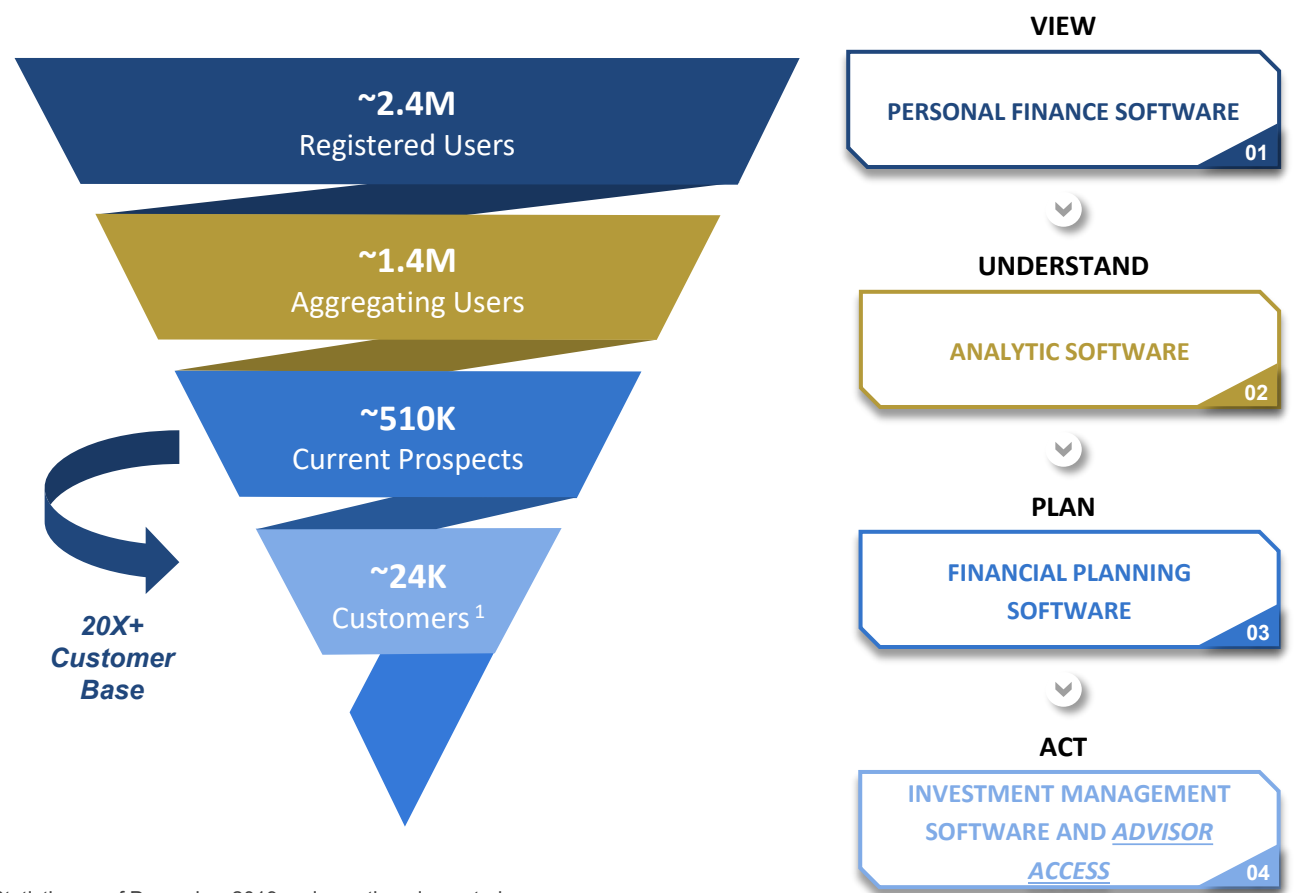 ~2.4M
Registered Users
~1.4M
Aggregating Users
~510K
Current Prospects
~24K
Customers 1
20X+
Customer
Base
VIEW
PERSONAL FINANCE SOFTWARE
01
UNDERSTAND
ANALYTIC SOFTWARE
02
PLAN
FINANCIAL PLANNING
SOFTWARE
03
ACT
INVESTMENT MANAGEMENT
SOFTWARE AND ADVISOR
ACCESS
04